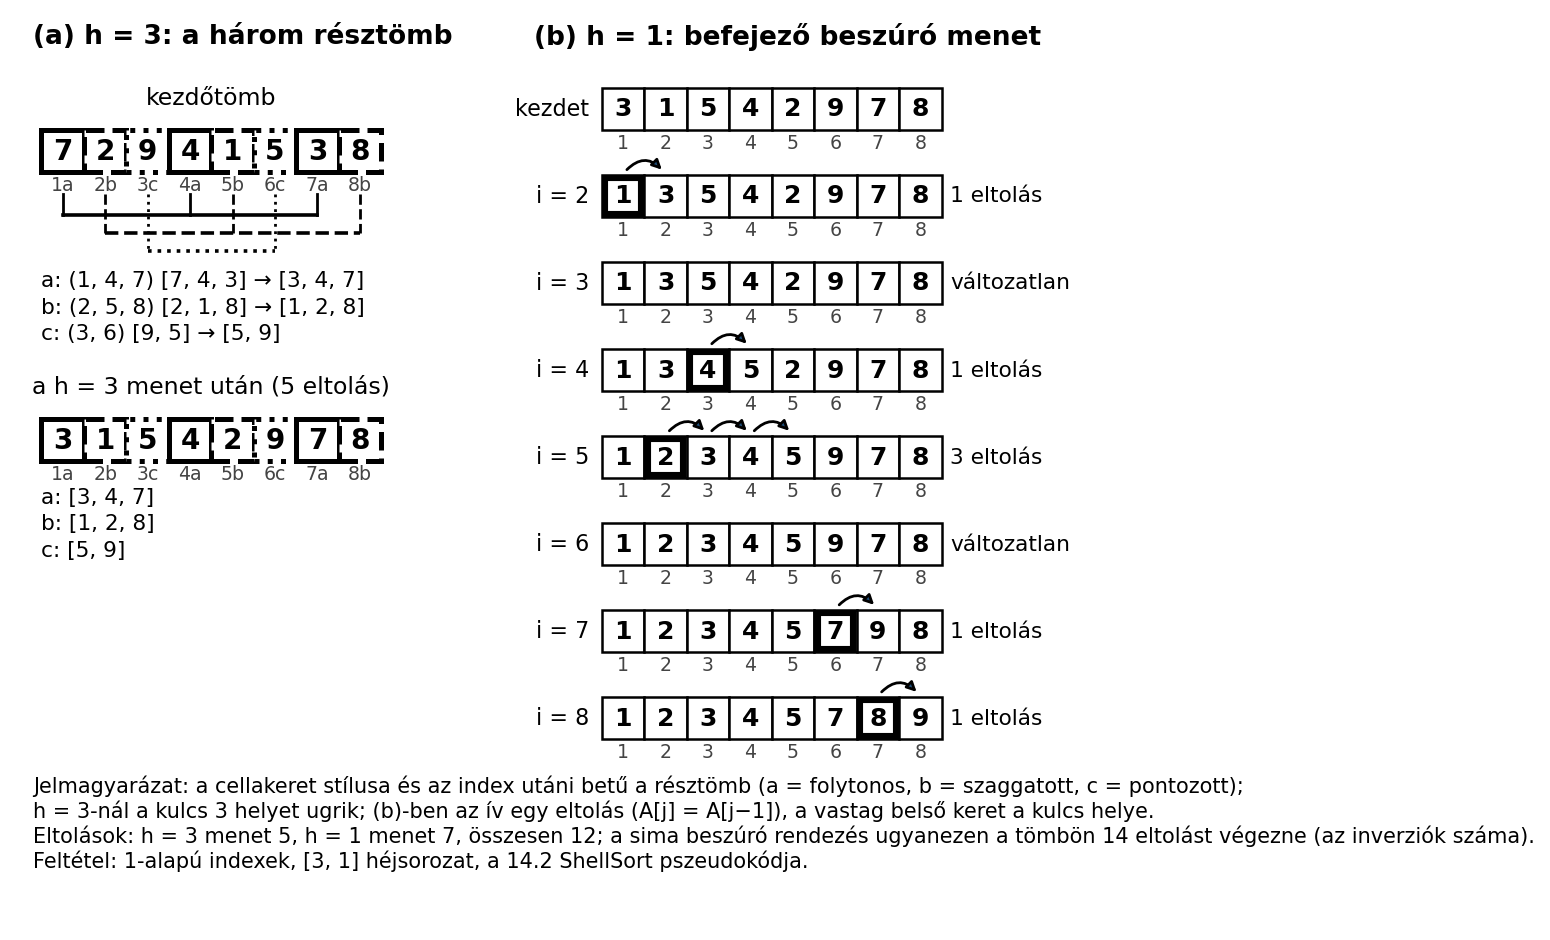 (a) h = 3: a három résztömb
kezdőtömb
7 2 9 4 1 5 3 8
1a 2b 3c 4a 5b 6c 7a 8b
a: (1, 4, 7) [7, 4, 3] → [3, 4, 7]
b: (2, 5, 8) [2, 1, 8] → [1, 2, 8]
c: (3, 6) [9, 5] → [5, 9]
a h = 3 menet után (5 eltolás)
3 1 5 4 2 9 7 8
1a 2b 3c 4a 5b 6c 7a 8b
a: [3, 4, 7]
b: [1, 2, 8]
c: [5, 9]
(b) h = 1: befejező beszúró menet
kezdet 3 1 5 4 2 9 7 8
1 2 3 4 5 6 7 8
i = 2 1 3 5 4 2 9 7 8 1 eltolás
1 2 3 4 5 6 7 8
i = 3 1 3 5 4 2 9 7 8 változatlan
1 2 3 4 5 6 7 8
i = 4 1 3 4 5 2 9 7 8 1 eltolás
1 2 3 4 5 6 7 8
i = 5 1 2 3 4 5 9 7 8 3 eltolás
1 2 3 4 5 6 7 8
i = 6 1 2 3 4 5 9 7 8 változatlan
1 2 3 4 5 6 7 8
i = 7 1 2 3 4 5 7 9 8 1 eltolás
1 2 3 4 5 6 7 8
i = 8 1 2 3 4 5 7 8 9 1 eltolás
1 2 3 4 5 6 7 8
Jelmagyarázat: a cellakeret stílusa és az index utáni betű a résztömb (a = folytonos, b = szaggatott, c = pontozott);
h = 3-nál a kulcs 3 helyet ugrik; (b)-ben az ív egy eltolás (A[j] = A[j−1]), a vastag belső keret a kulcs helye.
Eltolások: h = 3 menet 5, h = 1 menet 7, összesen 12; a sima beszúró rendezés ugyanezen a tömbön 14 eltolást végezne (az inverziók száma).
Feltétel: 1-alapú indexek, [3, 1] héjsorozat, a 14.2 ShellSort pszeudokódja.